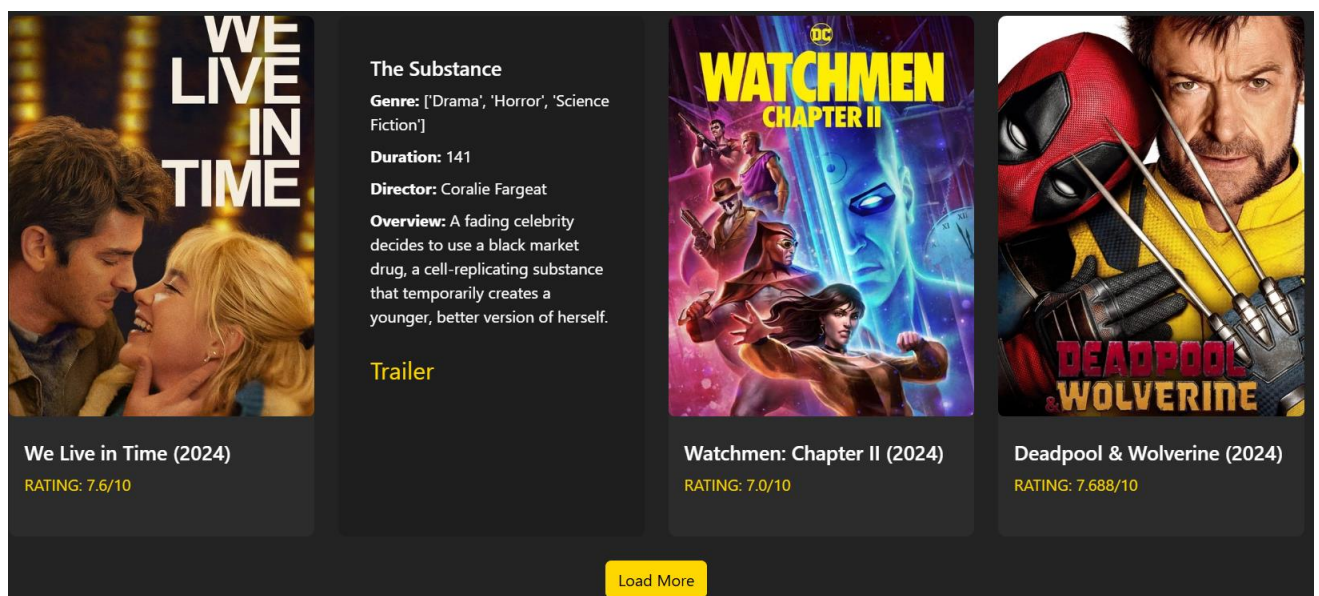 WE
LIVE
IN
TIME
We Live in Time (2024)
RATING: 7.6/10
The Substance
Genre: ['Drama', 'Horror', 'Science
Fiction']
Duration: 141
Director: Coralie Fargeat
Overview: A fading celebrity
decides to use a black market
drug, a cell-replicating substance
that temporarily creates a
younger, better version of herself.
Trailer
DC
WATCHMEN
CHAPTER II
XII
XI
Watchmen: Chapter II (2024)
RATING: 7.0/10
DEADPOOL
& WOLVERINE
Deadpool & Wolverine (2024)
RATING: 7.688/10
Load More